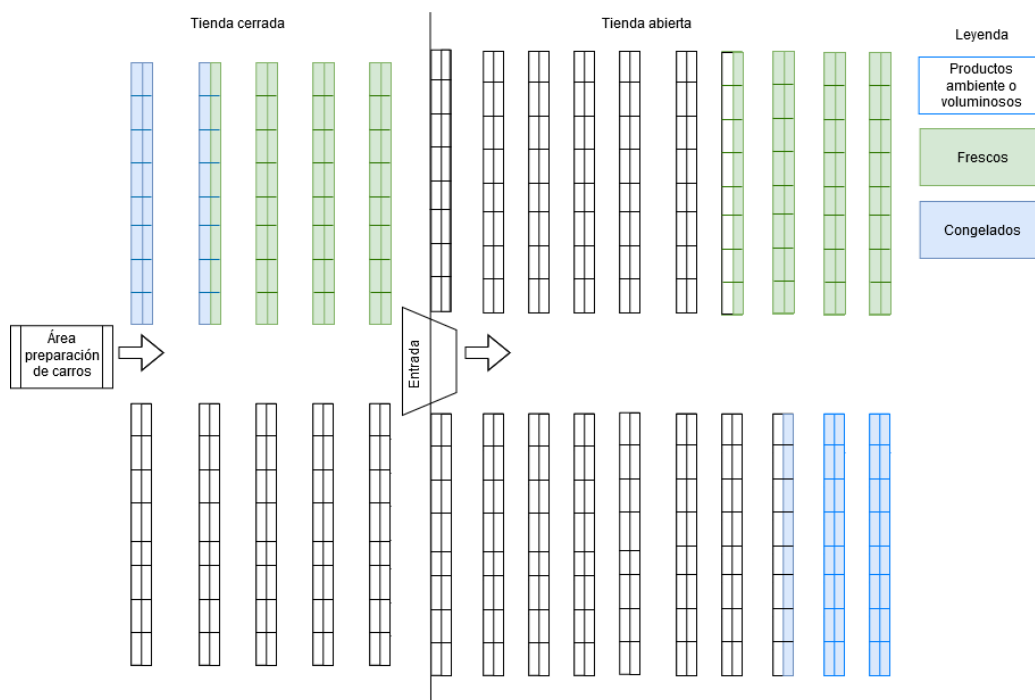 Tienda cerrada
Tienda abierta
Leyenda
Productos
ambiente o
voluminosos
Frescos
Congelados
Área
preparación
de carros
Entrada